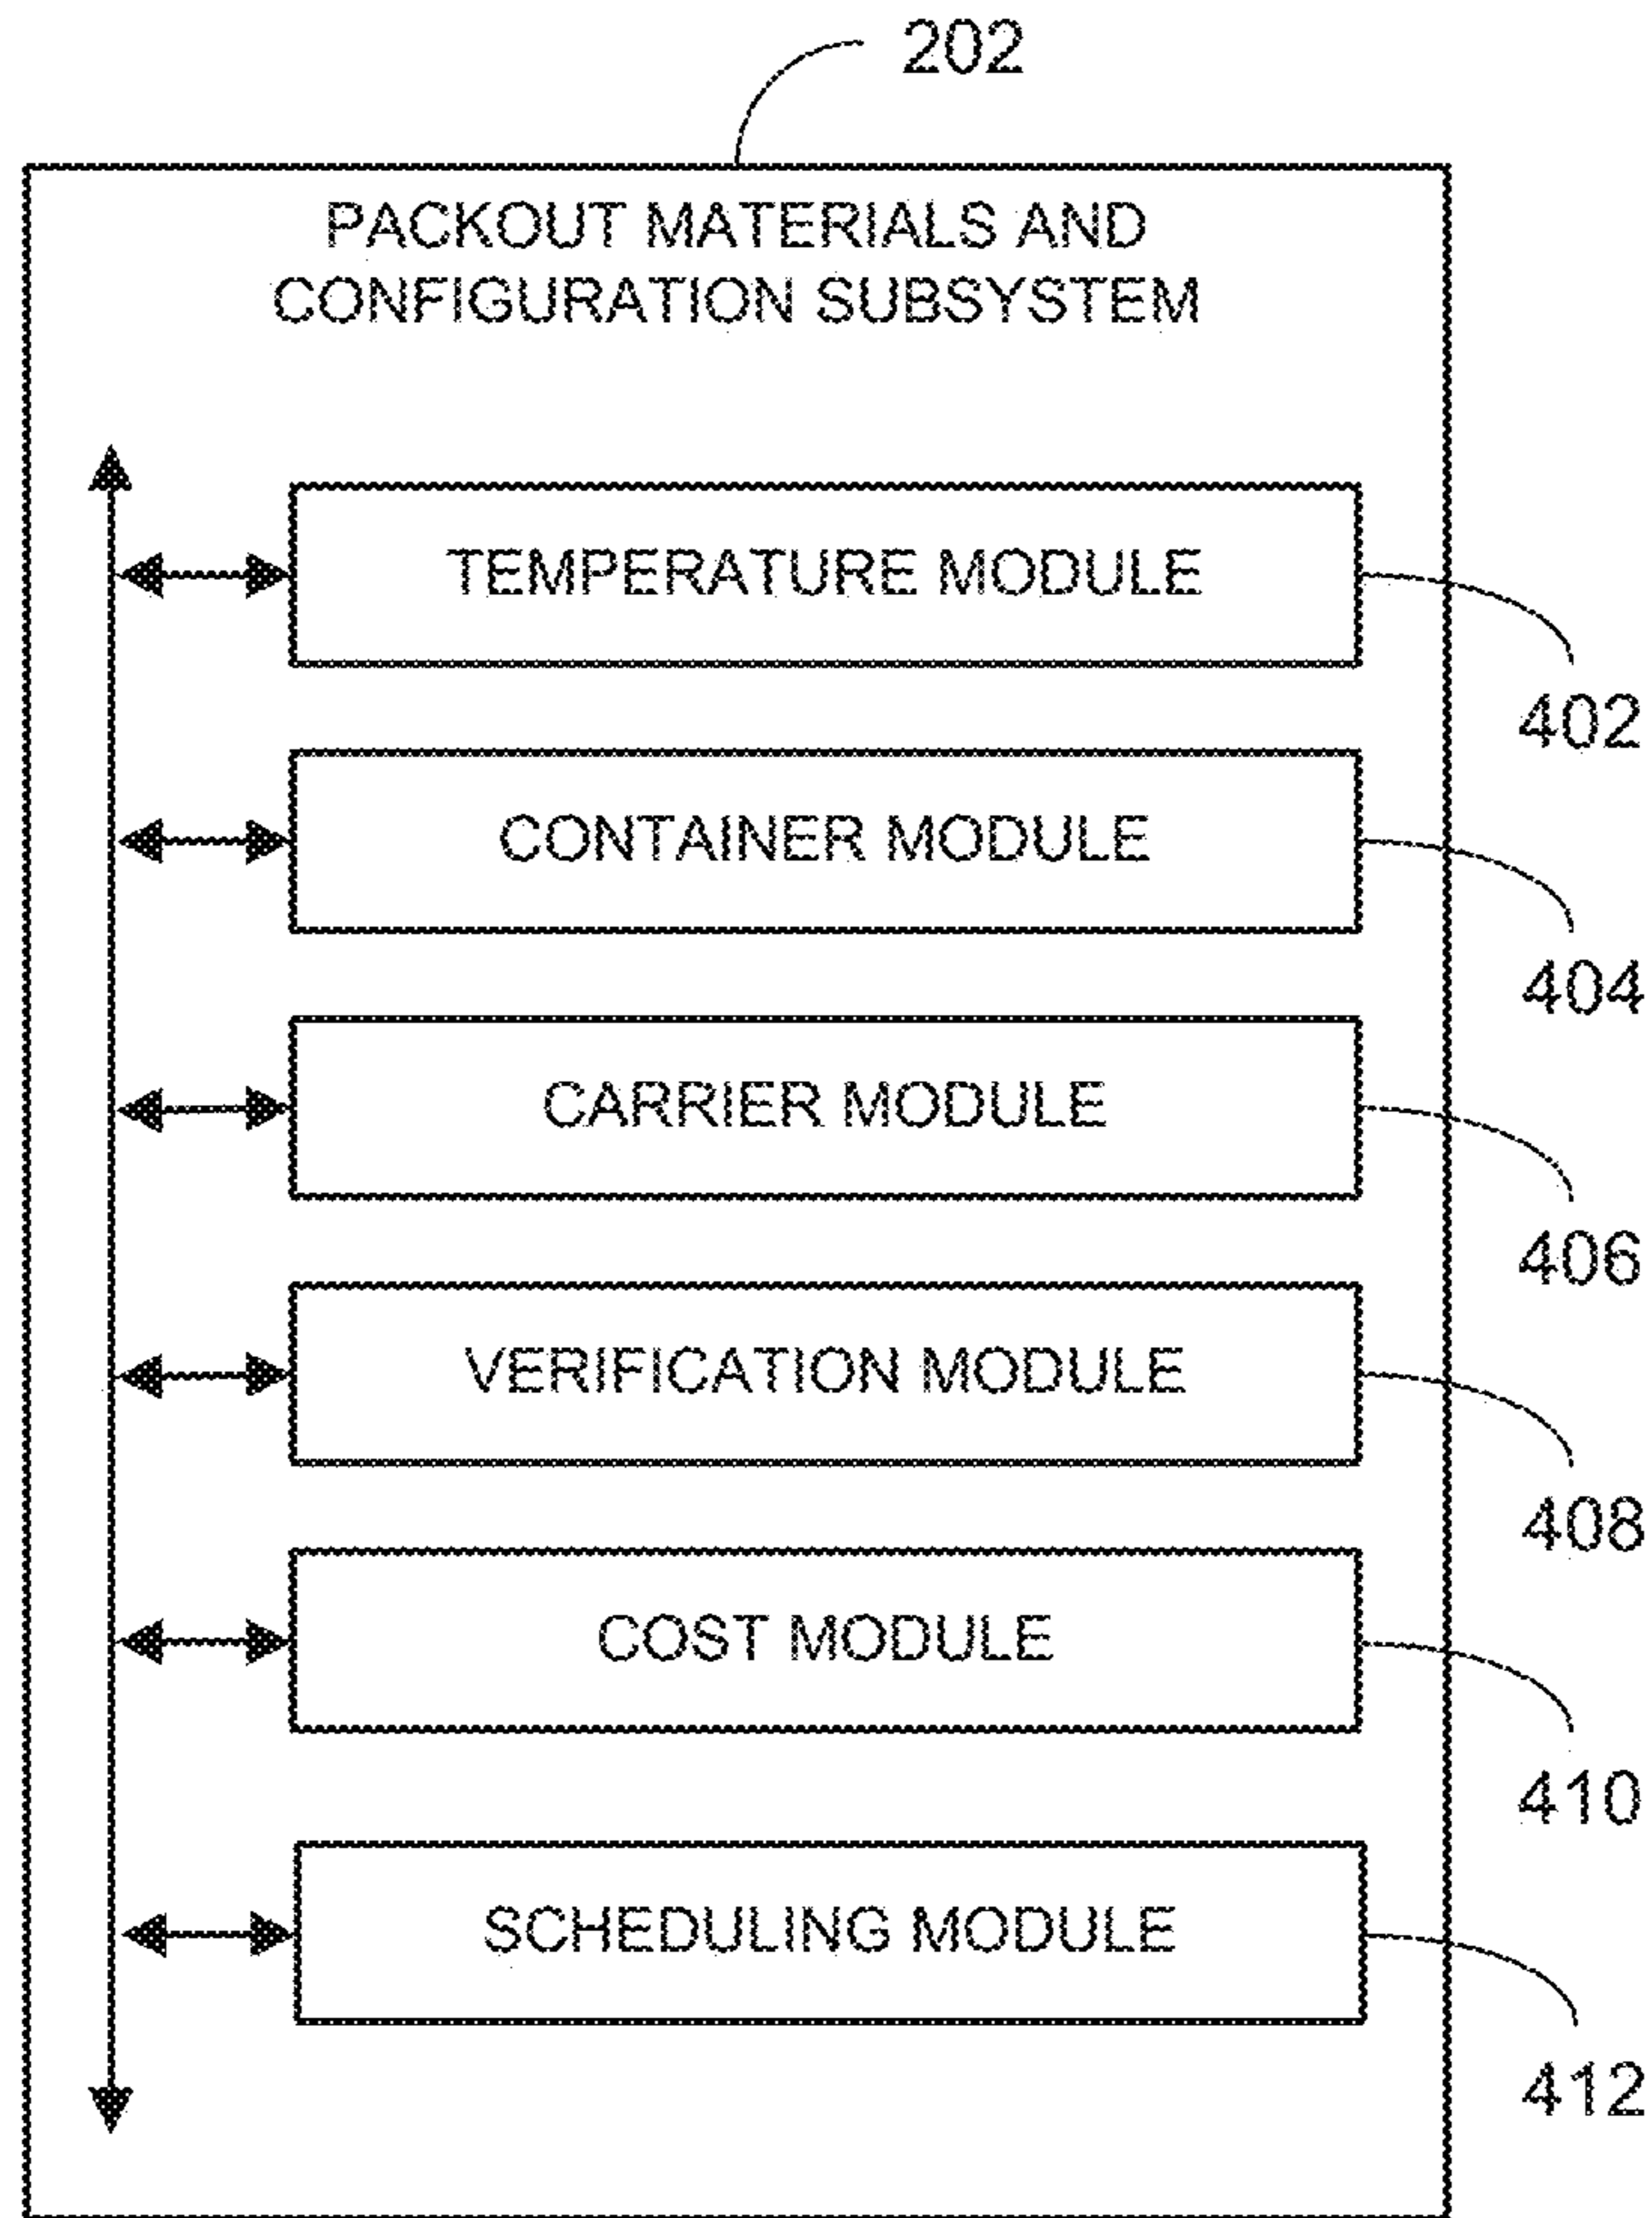 202
PACKOUT MATERIALS AND
CONFIGURATION SUBSYSTEM
TEMPERATURE MODULE
402
CONTAINER MODULE
404
CARRIER MODULE
406
VERIFICATION MODULE
408
COST MODULE
410
SCHEDULING MODULE
412